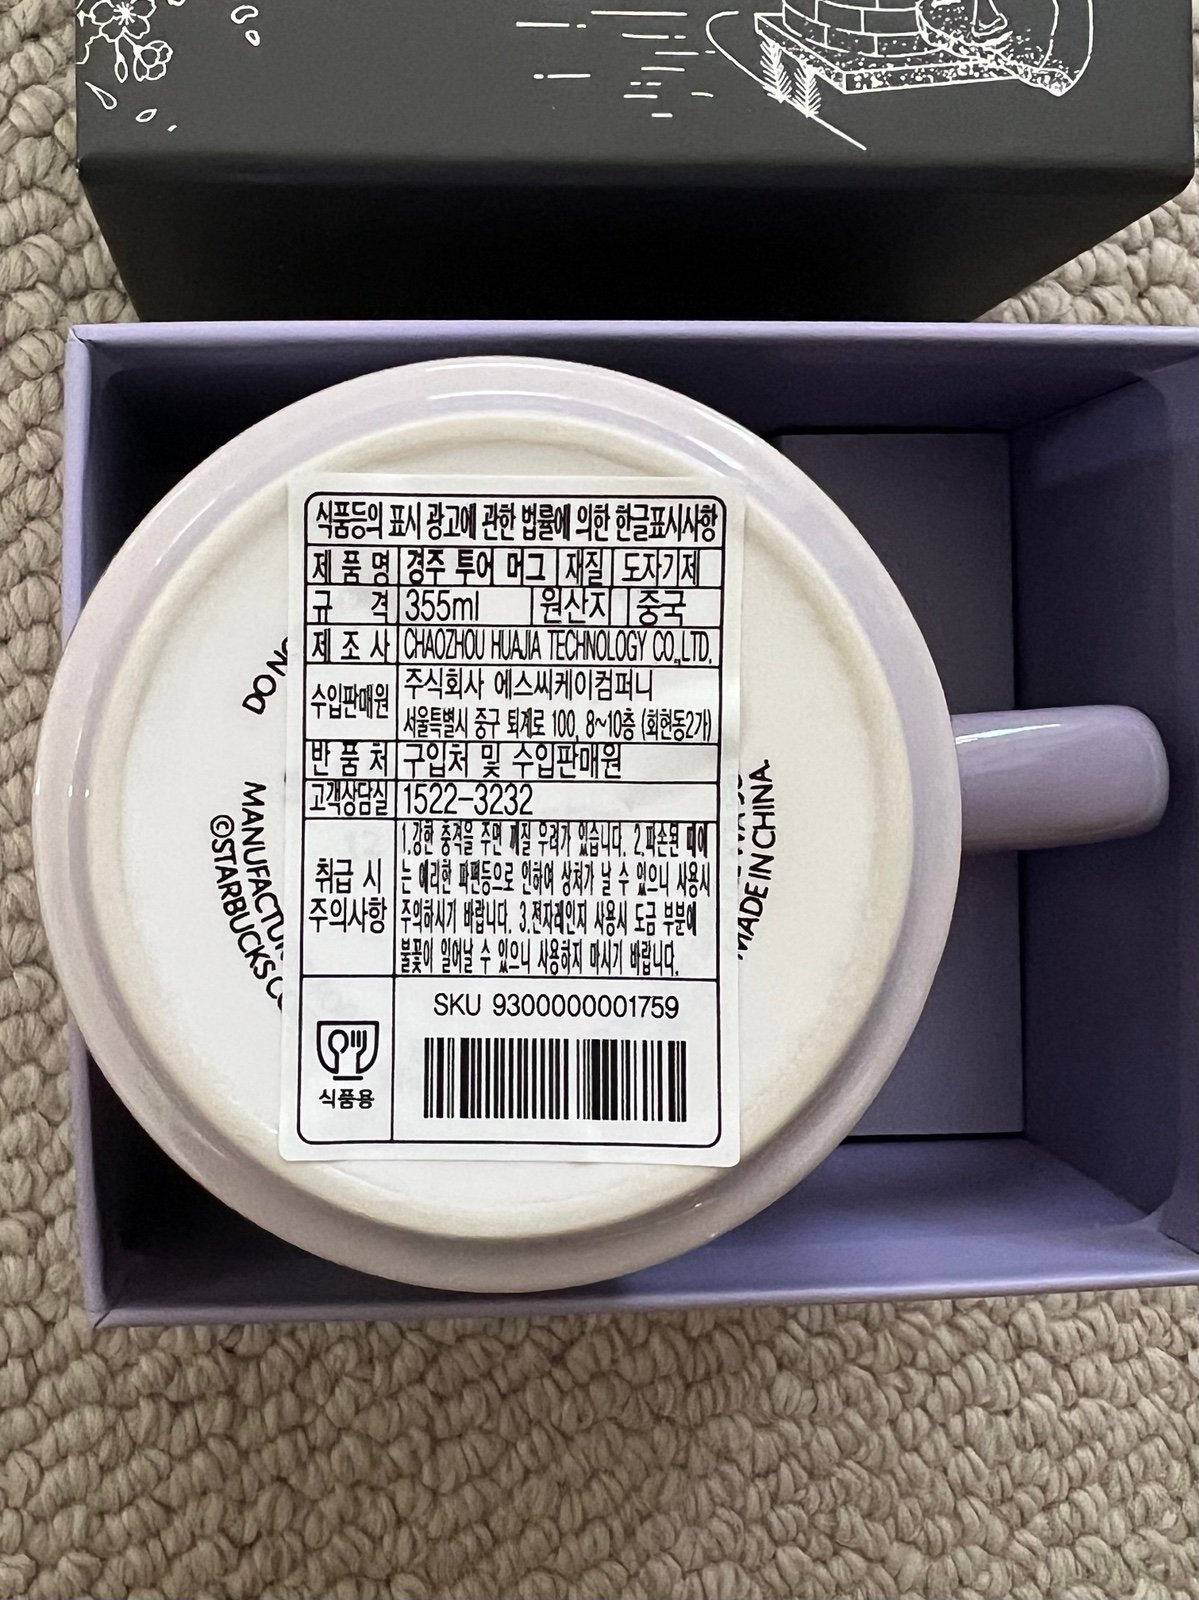 식품등의 표시 광고에 관한 법률에 의한 한글표시사항
제 품 명 경주 투어 머그 재질 도자기제
규 격 355ml 원산지 중국
제 조 사 CHAOZHOU HUAJIA TECHNOLOGY CO.,LTD.
수입판매원 주식회사 에스씨케이컴퍼니
서울특별시 중구 퇴계로 100, 8~10층 (회현동2가)
반 품 처 구입처 및 수입판매원
고객상담실 1522-3232
취급 시
주의사항
1.강한 충격을 주면 깨질 우려가 있습니다. 2.파손된 때에
는 예리한 파편등으로 인하여 상처가 날 수 있으니 사용시
주의하시기 바랍니다. 3.전자레인지 사용시 도금 부분에
불꽃이 일어날 수 있으니 사용하지 마시기 바랍니다.
SKU 9300000001759
식품용
DO
©STARBUCKS
MADE IN CHINA.